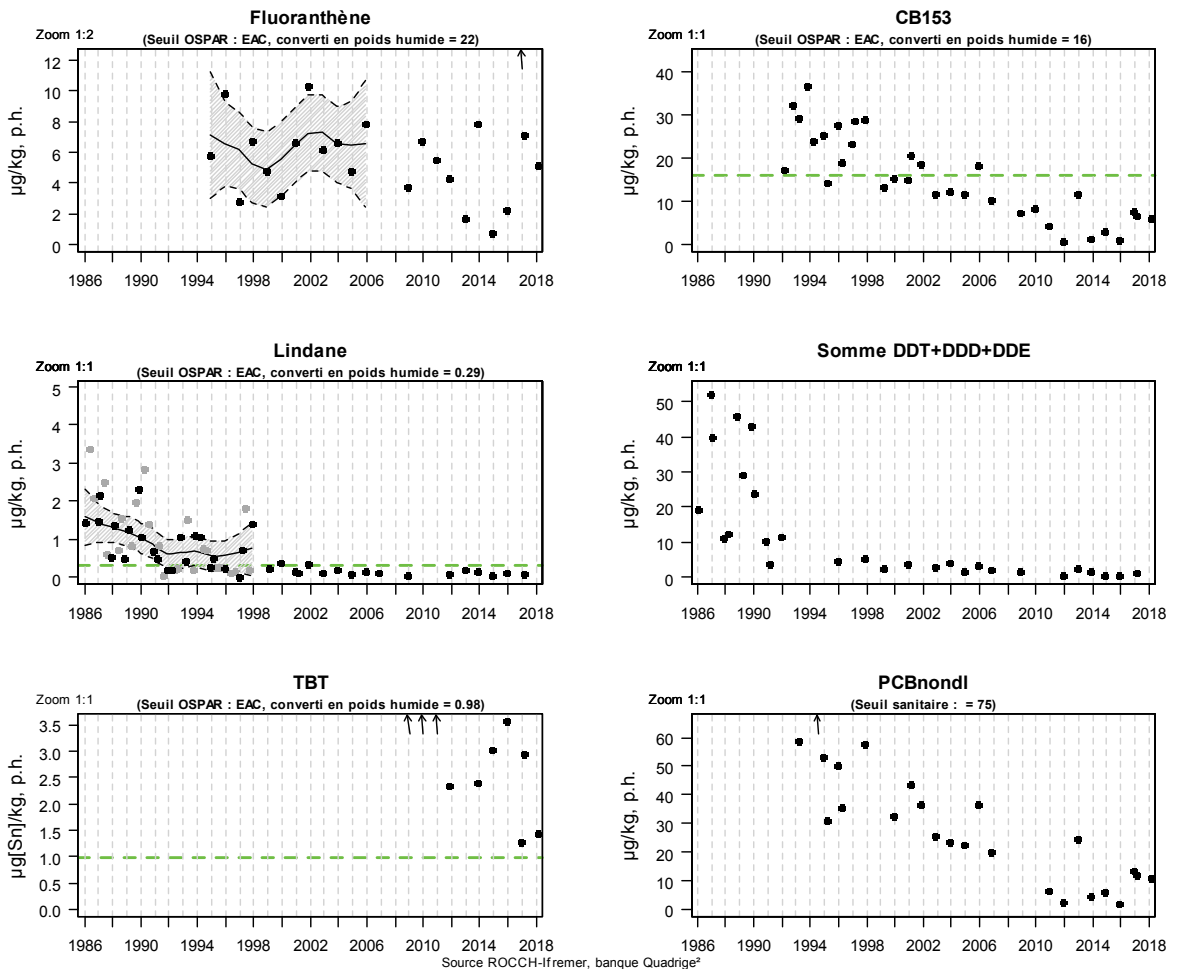 Fluoranthène
Zoom 1:2
(Seuil OSPAR : EAC, converti en poids humide = 22)
µg/kg, p.h.
12
10
8
6
4
2
0
1986 1990 1994 1998 2002 2006 2010 2014 2018
CB153
Zoom 1:1
(Seuil OSPAR : EAC, converti en poids humide = 16)
µg/kg, p.h.
40
30
20
10
0
1986 1990 1994 1998 2002 2006 2010 2014 2018
Lindane
Zoom 1:1
(Seuil OSPAR : EAC, converti en poids humide = 0.29)
µg/kg, p.h.
5
4
3
2
1
0
1986 1990 1994 1998 2002 2006 2010 2014 2018
Somme DDT+DDD+DDE
Zoom 1:1
µg/kg, p.h.
50
40
30
20
10
0
1986 1990 1994 1998 2002 2006 2010 2014 2018
TBT
Zoom 1:1
(Seuil OSPAR : EAC, converti en poids humide = 0.98)
µg[Sn]/kg, p.h.
3.5
3.0
2.5
2.0
1.5
1.0
0.5
0.0
1986 1990 1994 1998 2002 2006 2010 2014 2018
PCBnondl
Zoom 1:1
(Seuil sanitaire : = 75)
µg/kg, p.h.
60
50
40
30
20
10
0
1986 1990 1994 1998 2002 2006 2010 2014 2018
Source ROCCH-Ifremer, banque Quadrige²